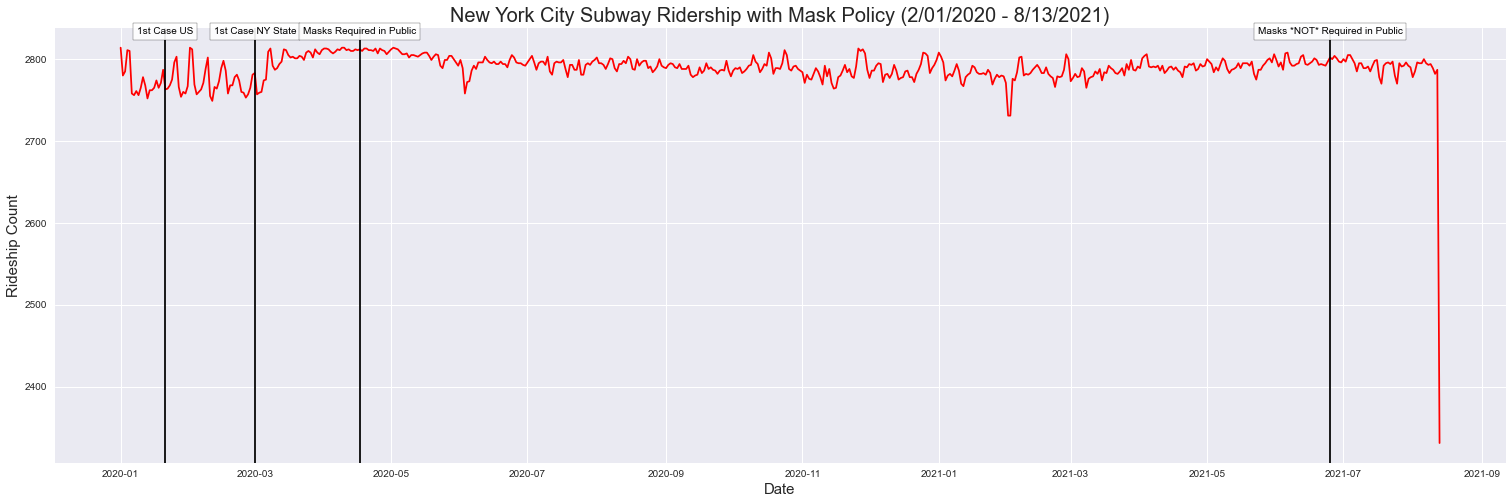 New York City Subway Ridership with Mask Policy (2/01/2020 - 8/13/2021)
1st Case US
1st Case NY State
Masks Required in Public
Masks *NOT* Required in Public
2800
2700
2600
2500
2400
Rideship Count
2020-01
2020-03
2020-05
2020-07
2020-09
2020-11
2021-01
2021-03
2021-05
2021-07
2021-09
Date